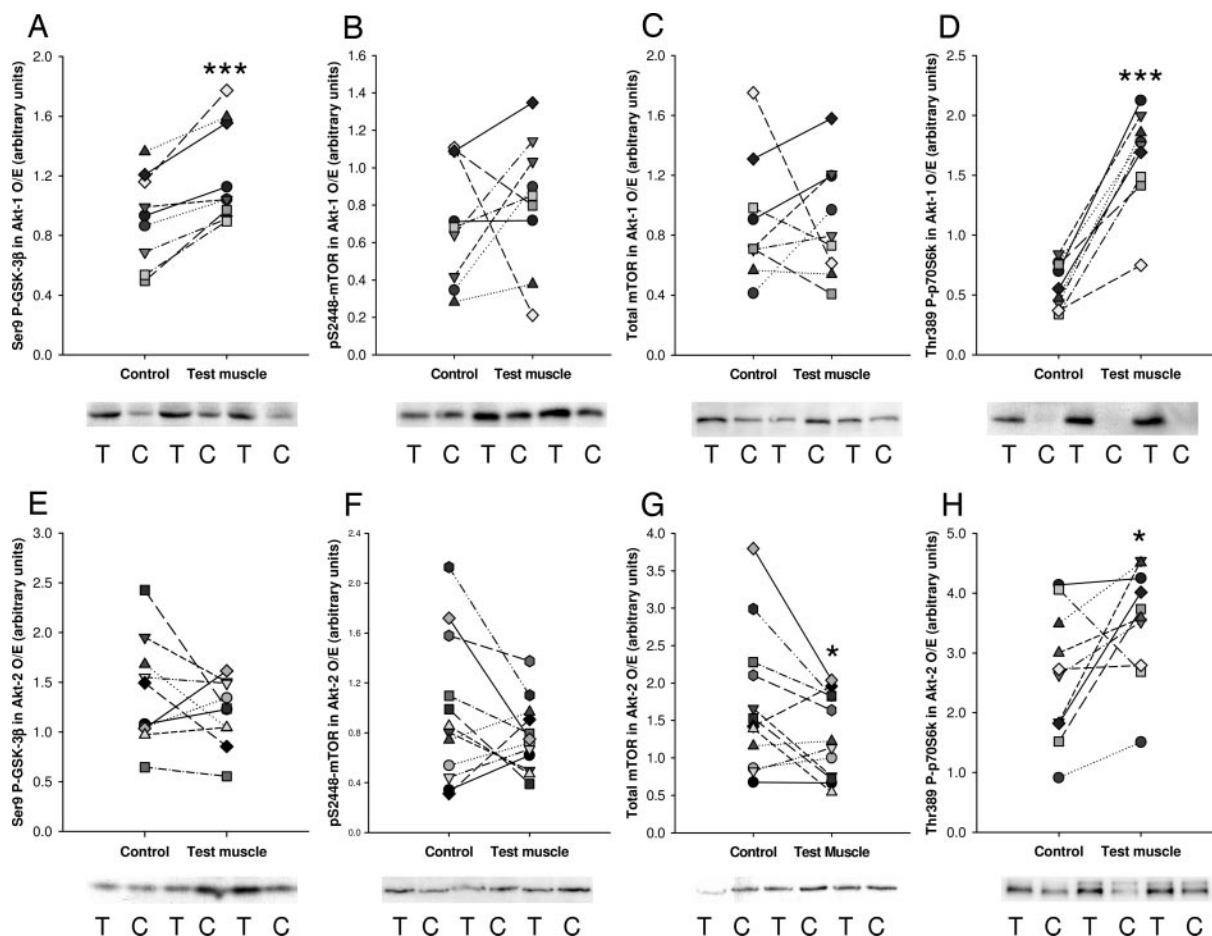 A
B
C
D
Ser9 P-GSK-3β in Akt-1 O/E (arbitrary units)
2.0
1.6
1.2
0.8
0.4
0.0
***
Control Test muscle
T C T C T C
pS2448-mTOR in Akt-1 O/E (arbitrary units)
1.6
1.4
1.2
1.0
0.8
0.6
0.4
0.2
0.0
Control Test muscle
T C T C T C
Total mTOR in Akt-1 O/E (arbitrary units)
2.0
1.6
1.2
0.8
0.4
0.0
Control Test muscle
T C T C T C
Thr389 P-p70S6k in Akt-1 O/E (arbitrary units)
2.5
2.0
1.5
1.0
0.5
0.0
***
Control Test muscle
T C T C T C
E
F
G
H
Ser9 P-GSK-3β in Akt-2 O/E (arbitrary units)
3.0
2.5
2.0
1.5
1.0
0.5
0.0
Control Test muscle
T C T C T C
pS2448-mTOR in Akt-2 O/E (arbitrary units)
2.4
2.0
1.6
1.2
0.8
0.4
0.0
Control Test muscle
T C T C T C
Total mTOR in Akt-2 O/E (arbitrary units)
4.0
3.5
3.0
2.5
2.0
1.5
1.0
0.5
0.0
*
Control Test Muscle
T C T C T C
Thr389 P-p70S6k in Akt-2 O/E (arbitrary units)
5.0
4.0
3.0
2.0
1.0
0.0
*
Control Test muscle
T C T C T C